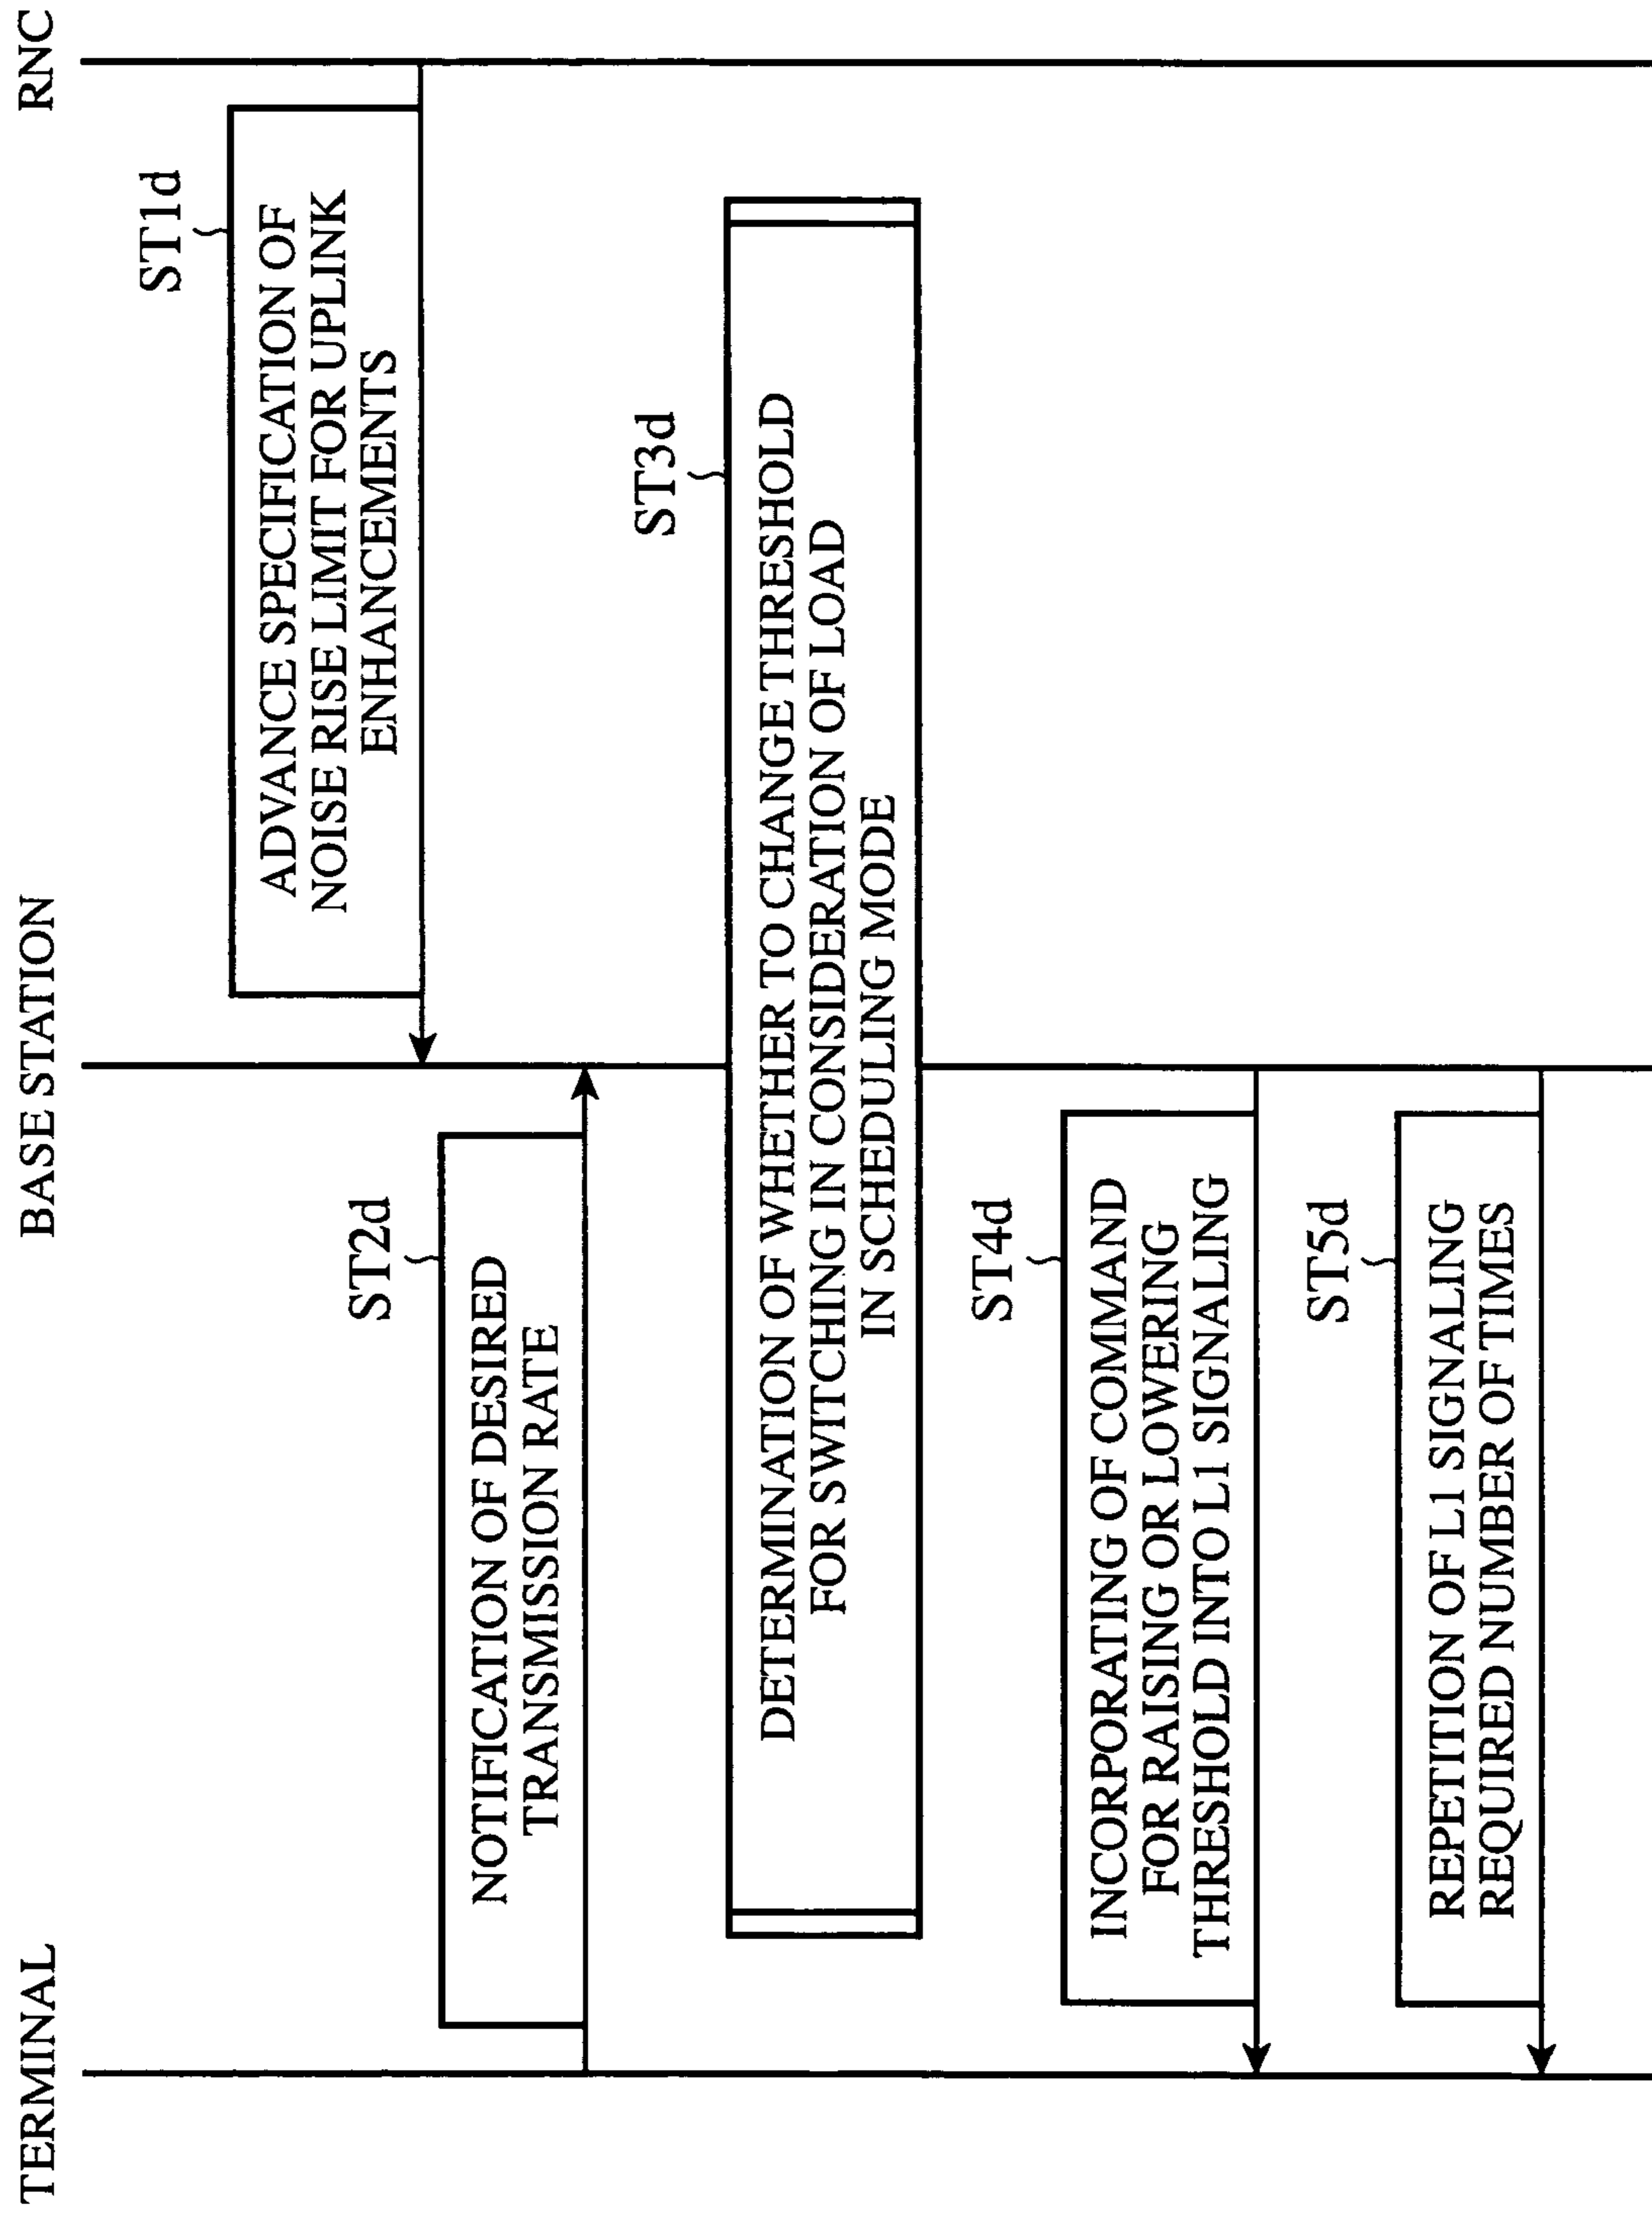 TERMINAL
BASE STATION
RNC
ST1d
ADVANCE SPECIFICATION OF
NOISE RISE LIMIT FOR UPLINK
ENHANCEMENTS
ST2d
NOTIFICATION OF DESIRED
TRANSMISSION RATE
ST3d
DETERMINATION OF WHETHER TO CHANGE THRESHOLD
FOR SWITCHING IN CONSIDERATION OF LOAD
IN SCHEDULING MODE
ST4d
INCORPORATING OF COMMAND
FOR RAISING OR LOWERING
THRESHOLD INTO L1 SIGNALING
ST5d
REPETITION OF L1 SIGNALING
REQUIRED NUMBER OF TIMES